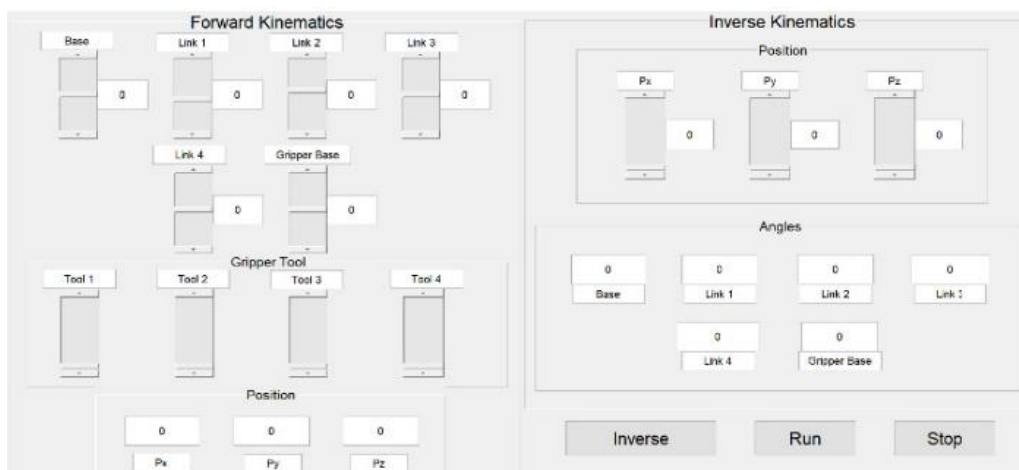 Forward Kinematics
Base Link 1 Link 2 Link 3
0 0 0 0
Link 4 Gripper Base
0 0
Gripper Tool
Tool 1 Tool 2 Tool 3 Tool 4
Position
0 0 0
Px Py Pz
Inverse Kinematics
Position
Px Py Pz
0 0 0
Angles
0 0 0 0
Base Link 1 Link 2 Link 3
0 0
Link 4 Gripper Base
Inverse Run Stop